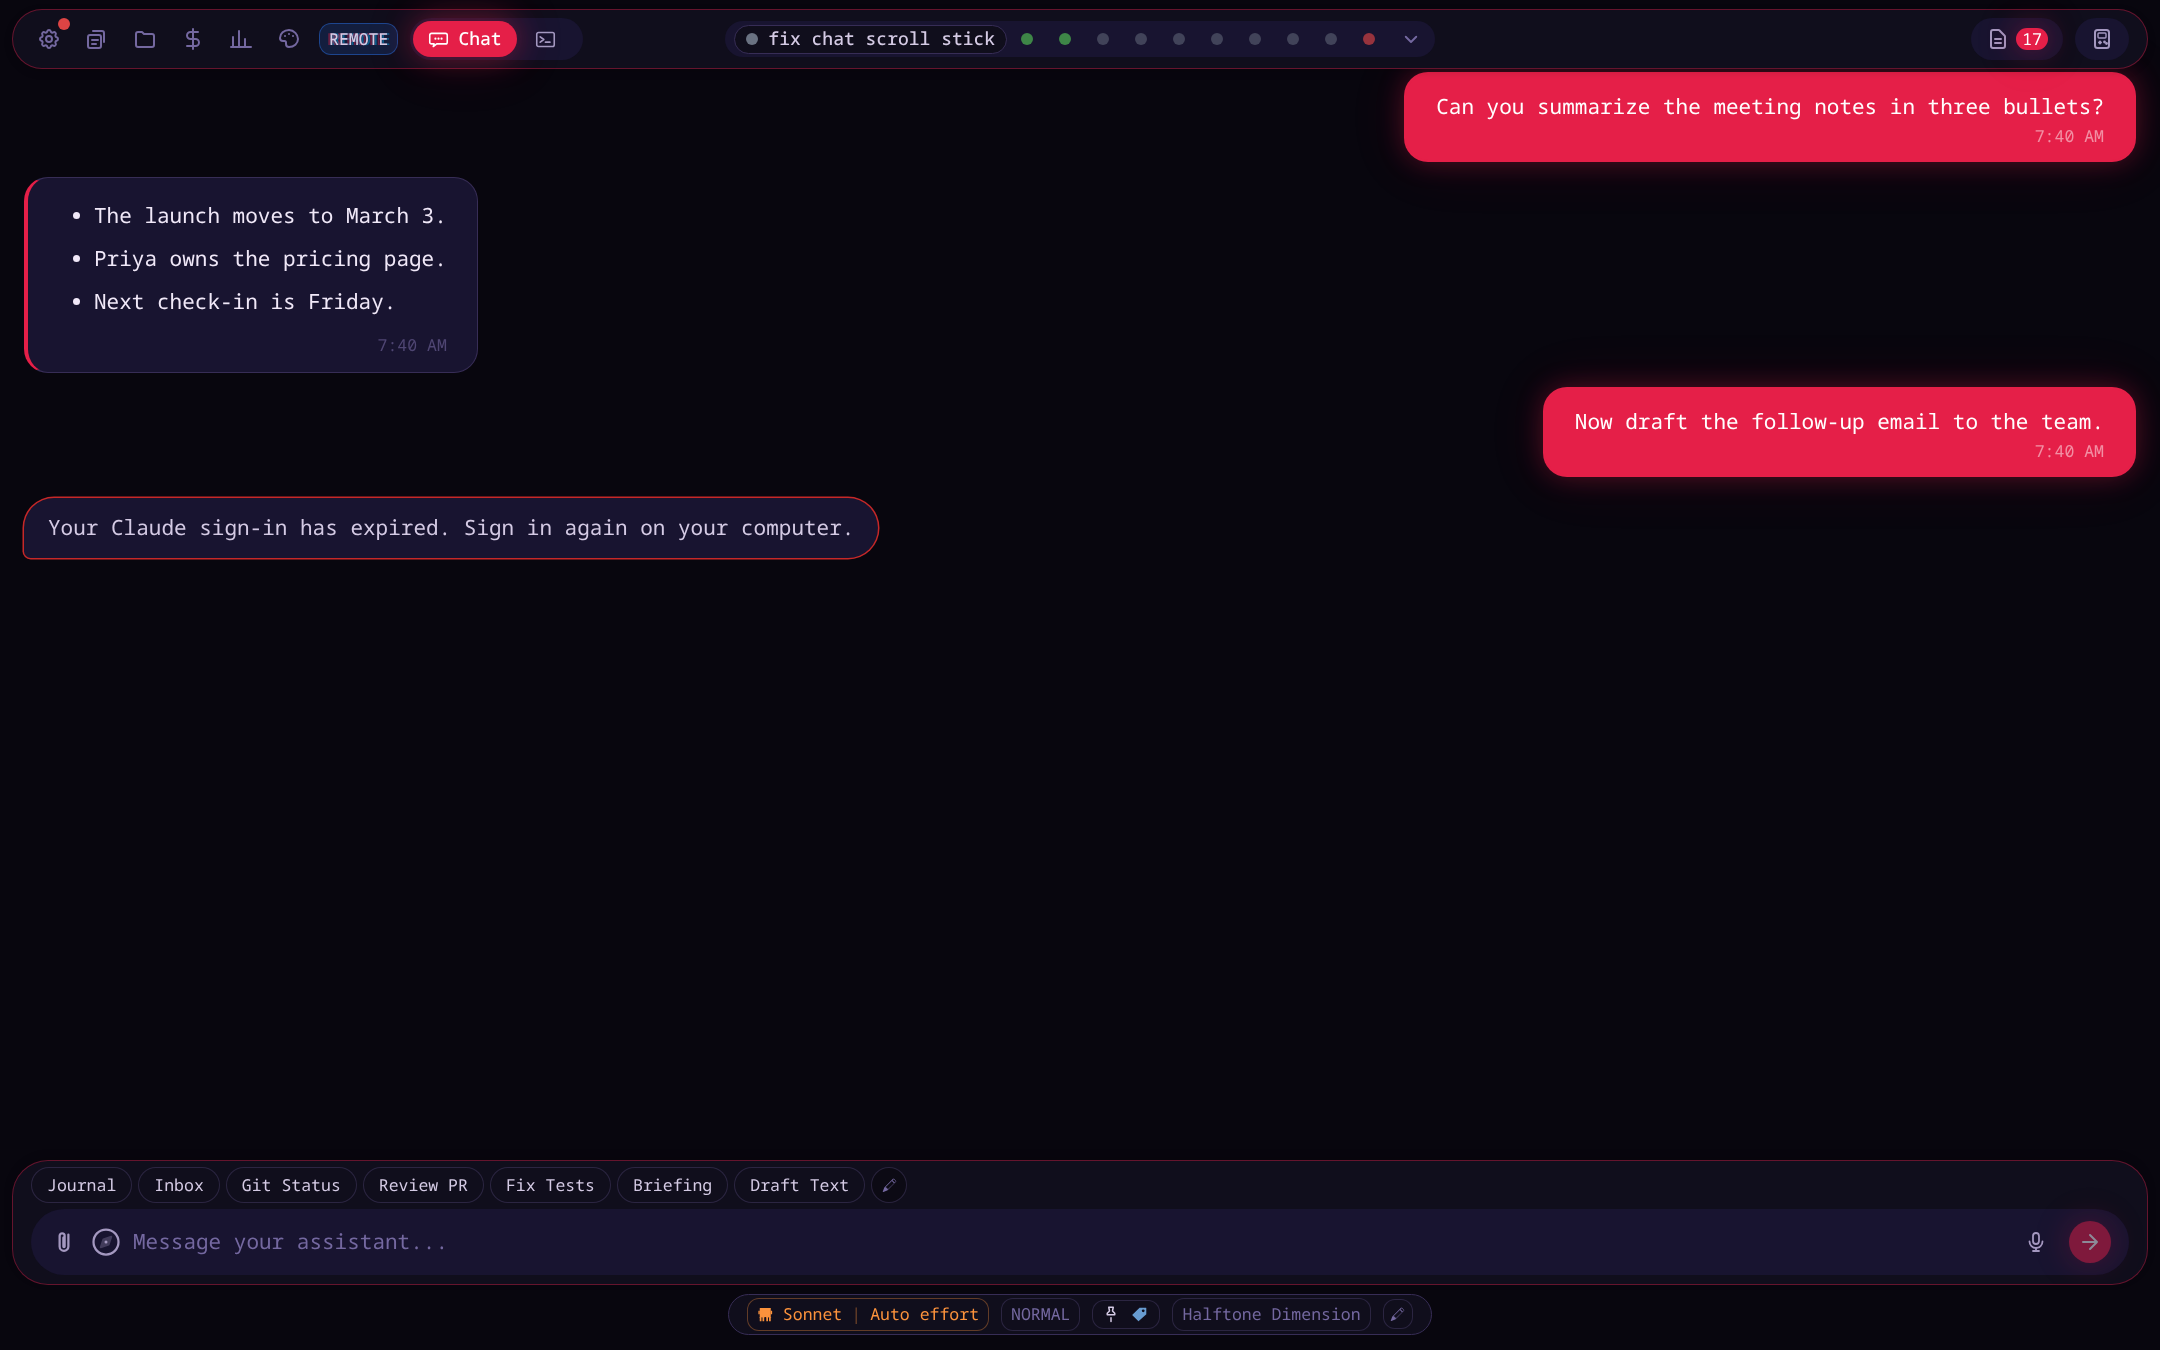 REMOTE
Chat
fix chat scroll stick
17
Can you summarize the meeting notes in three bullets?
7:40 AM
• The launch moves to March 3.
• Priya owns the pricing page.
• Next check-in is Friday.
7:40 AM
Now draft the follow-up email to the team.
7:40 AM
Your Claude sign-in has expired. Sign in again on your computer.
Journal
Inbox
Git Status
Review PR
Fix Tests
Briefing
Draft Text
Message your assistant...
Sonnet | Auto effort
NORMAL
Halftone Dimension